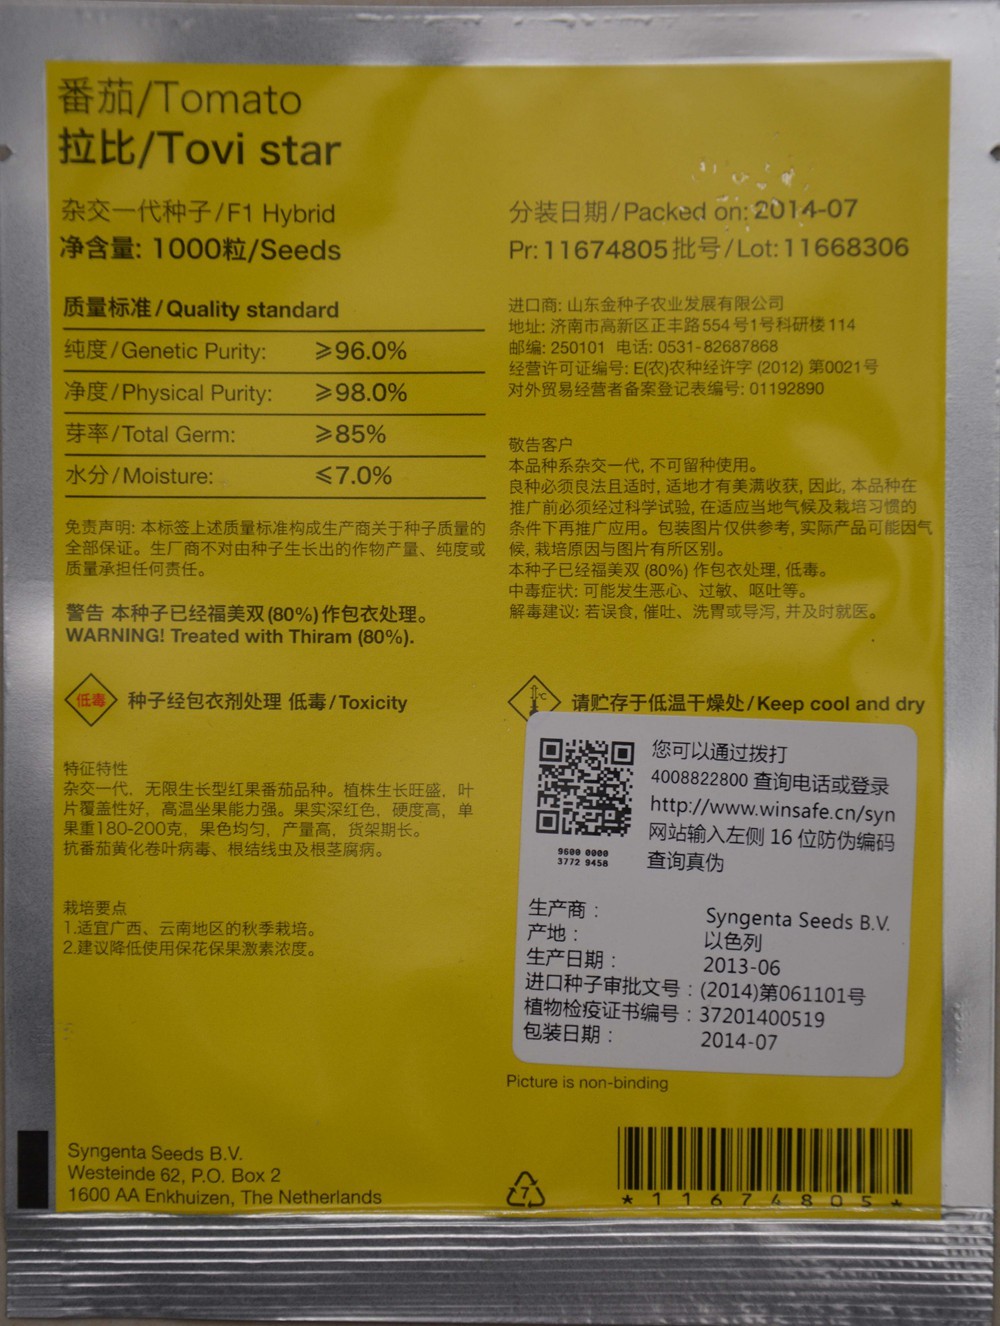 番茄/Tomato
拉比/Tovi star
杂交一代种子/F1 Hybrid
净含量: 1000粒/Seeds
分装日期/Packed on: 2014-07
Pr: 11674805 批号/Lot: 11668306
质量标准/Quality standard
纯度/Genetic Purity: ≥96.0%
净度/Physical Purity: ≥98.0%
芽率/Total Germ: ≥85%
水分/Moisture: ≤7.0%
免责声明: 本标签上述质量标准构成生产商关于种子质量的
全部保证。生厂商不对由种子生长出的作物产量、纯度或
质量承担任何责任。
警告 本种子已经福美双(80%)作包衣处理。
WARNING! Treated with Thiram (80%).
低毒 种子经包衣剂处理 低毒/Toxicity
特征特性
杂交一代，无限生长型红果番茄品种。植株生长旺盛，叶
片覆盖性好，高温坐果能力强。果实深红色，硬度高，单
果重180-200克，果色均匀，产量高，货架期长。
抗番茄黄化卷叶病毒、根结线虫及根茎腐病。
栽培要点
1.适宜广西、云南地区的秋季栽培。
2.建议降低使用保花保果激素浓度。
进口商: 山东金种子农业发展有限公司
地址: 济南市高新区正丰路554号1号科研楼114
邮编: 250101 电话: 0531-82687868
经营许可证编号: E(农)农种经许字 (2012) 第0021号
对外贸易经营者备案登记表编号: 01192890
敬告客户
本品种系杂交一代, 不可留种使用。
良种必须良法且适时, 适地才有美满收获, 因此, 本品种在
推广前必须经过科学试验, 在适应当地气候及栽培习惯的
条件下再推广应用。包装图片仅供参考, 实际产品可能因气
候, 栽培原因与图片有所区别。
本种子已经福美双 (80%) 作包衣处理, 低毒。
中毒症状: 可能发生恶心、过敏、呕吐等。
解毒建议: 若误食, 催吐、洗胃或导泻, 并及时就医。
°C 请贮存于低温干燥处/Keep cool and dry
9600 0000
3772 9458
您可以通过拨打
4008822800 查询电话或登录
http://www.winsafe.cn/syn
网站输入左侧 16 位防伪编码
查询真伪
生产商： Syngenta Seeds B.V.
产地： 以色列
生产日期： 2013-06
进口种子审批文号：(2014)第061101号
植物检疫证书编号：37201400519
包装日期： 2014-07
Picture is non-binding
Syngenta Seeds B.V.
Westeinde 62, P.O. Box 2
1600 AA Enkhuizen, The Netherlands
7
*11674805*